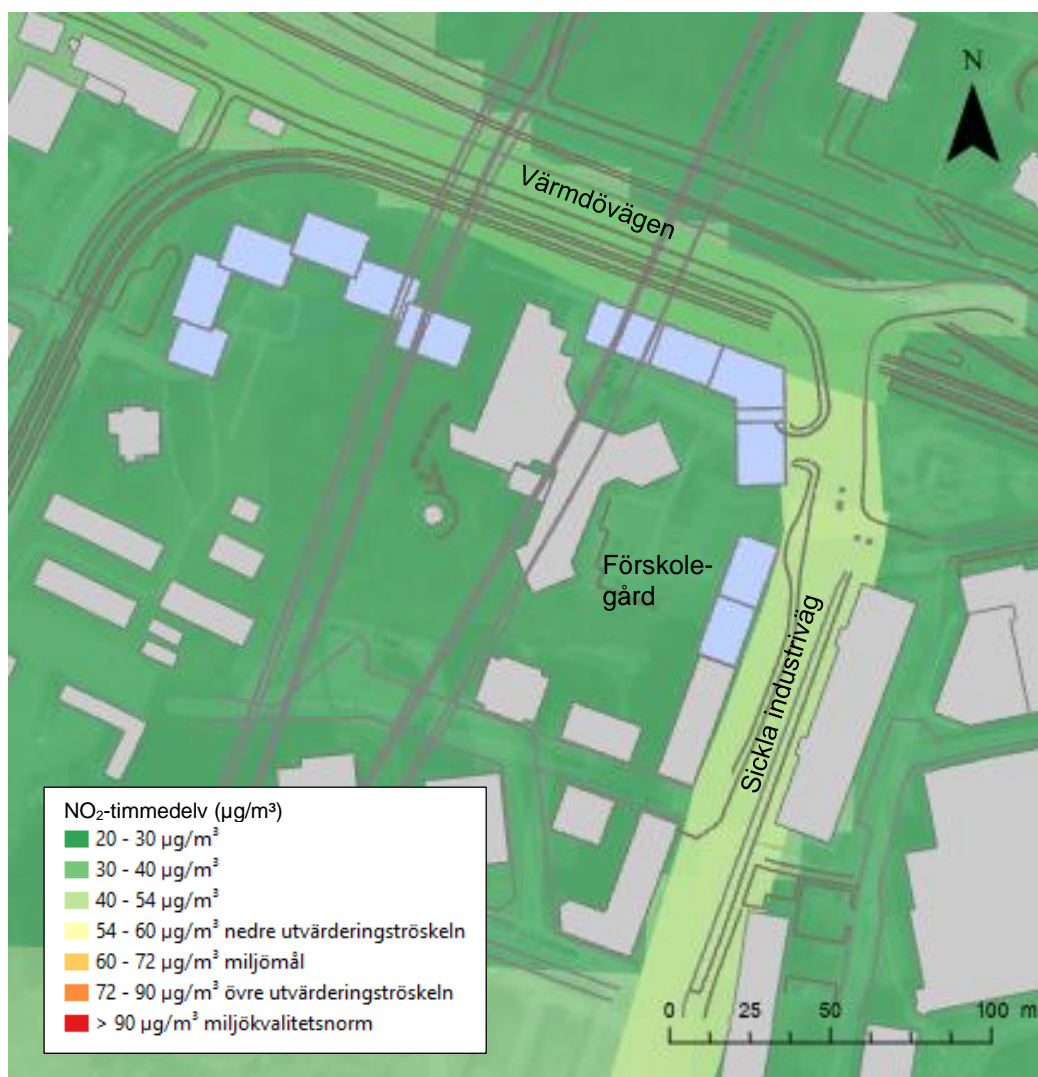 N
Värmdövägen
Förskole-
gård
Sickla industriväg
NO₂-timmedelv (µg/m³)
20 - 30 µg/m³
30 - 40 µg/m³
40 - 54 µg/m³
54 - 60 µg/m³ nedre utvärderingströskeln
60 - 72 µg/m³ miljömål
72 - 90 µg/m³ övre utvärderingströskeln
> 90 µg/m³ miljökvalitetsnorm
0 25 50 100 m